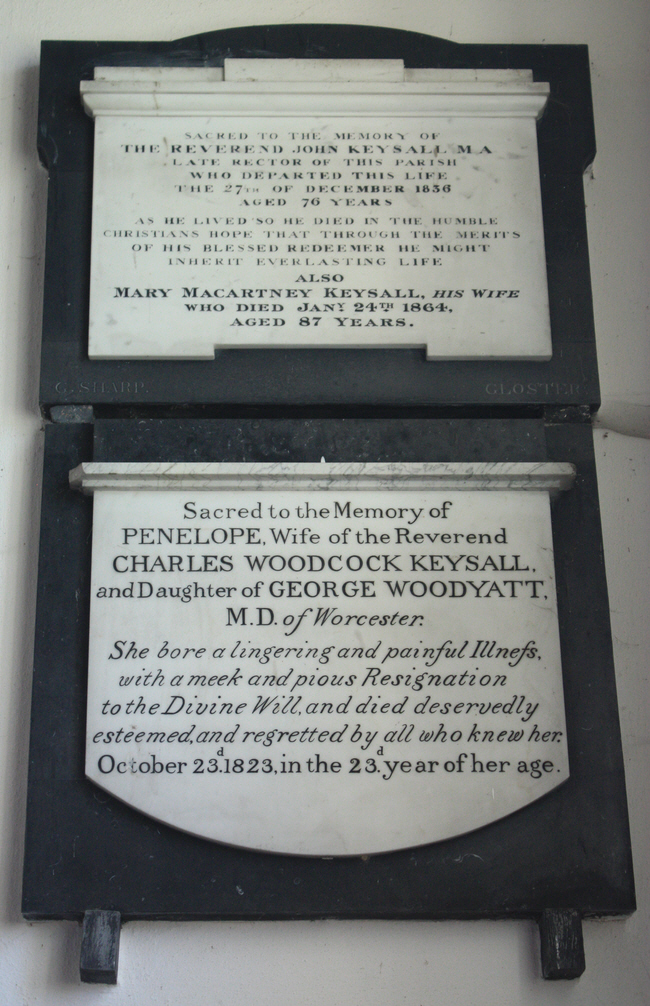 SACRED TO THE MEMORY OF
THE REVEREND JOHN KEYSALL M A
LATE RECTOR OF THIS PARISH
WHO DEPARTED THIS LIFE
THE 27TH OF DECEMBER 1836
AGED 76 YEARS
AS HE LIVED SO HE DIED IN THE HUMBLE
CHRISTIANS HOPE THAT THROUGH THE MERITS
OF HIS BLESSED REDEEMER HE MIGHT
INHERIT EVERLASTING LIFE
ALSO
MARY MACARTNEY KEYSALL, HIS WIFE
WHO DIED JANY 24TH 1864,
AGED 87 YEARS.
G. SHARP. GLOSTER
Sacred to the Memory of
PENELOPE, Wife of the Reverend
CHARLES WOODCOCK KEYSALL,
and Daughter of GEORGE WOODYATT,
M.D. of Worcester.
She bore a lingering and painful Illneſs,
with a meek and pious Resignation
to the Divine Will, and died deservedly
esteemed, and regretted by all who knew her.
October 23.d 1823, in the 23.d year of her age.